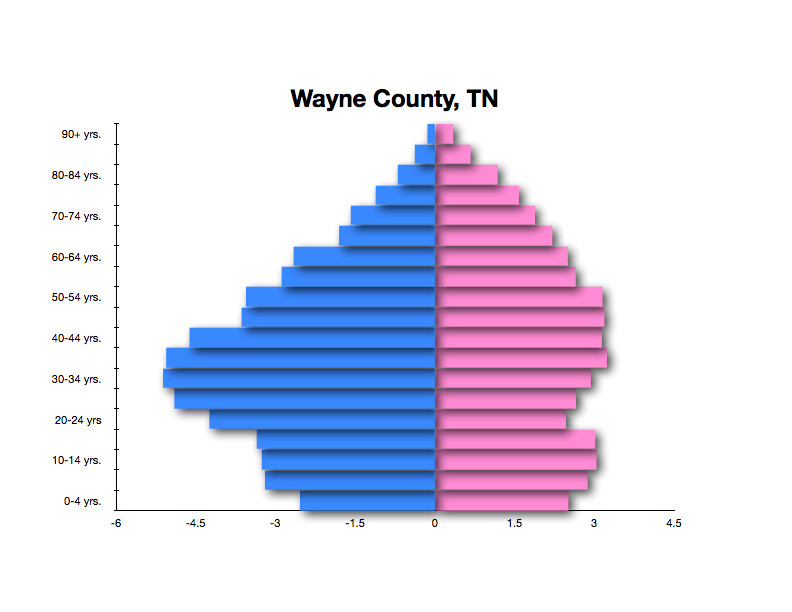 Wayne County, TN
90+ yrs.
80-84 yrs.
70-74 yrs.
60-64 yrs.
50-54 yrs.
40-44 yrs.
30-34 yrs.
20-24 yrs
10-14 yrs.
0-4 yrs.
-6 -4.5 -3 -1.5 0 1.5 3 4.5